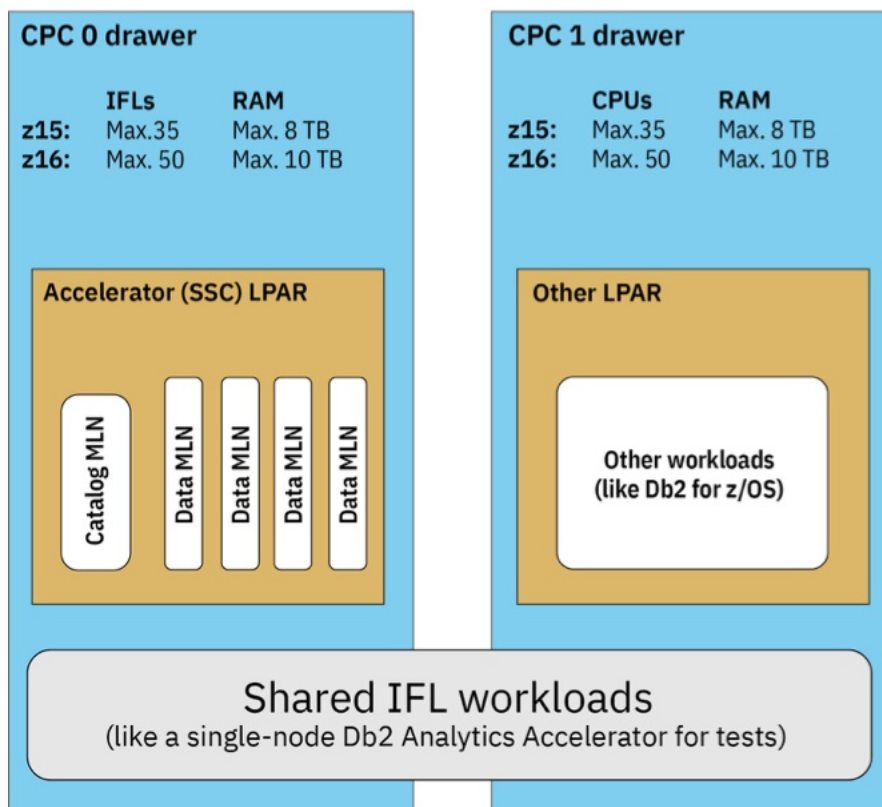 CPC 0 drawer
IFLs RAM
z15: Max.35 Max. 8 TB
z16: Max. 50 Max. 10 TB
Accelerator (SSC) LPAR
Catalog MLN
Data MLN
Data MLN
Data MLN
Data MLN
CPC 1 drawer
CPUs RAM
z15: Max.35 Max. 8 TB
z16: Max. 50 Max. 10 TB
Other LPAR
Other workloads
(like Db2 for z/OS)
Shared IFL workloads
(like a single-node Db2 Analytics Accelerator for tests)